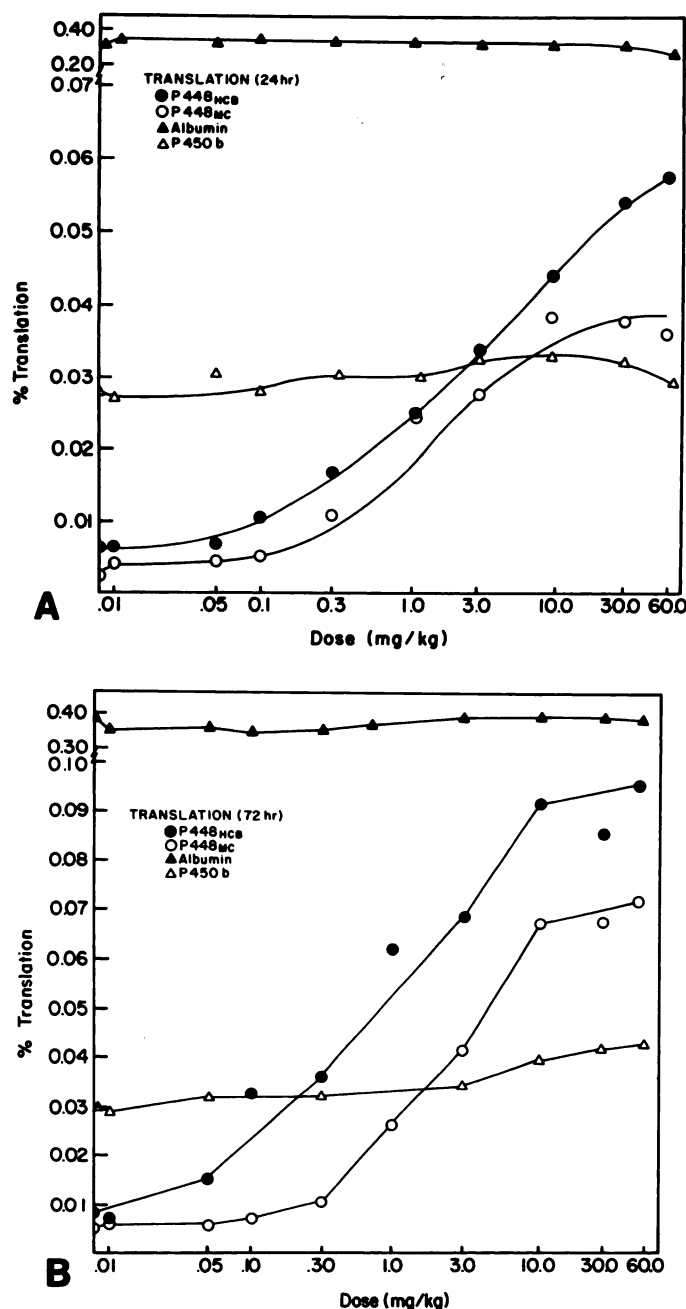 0.40
0.20
0.07
TRANSLATION (24hr)
● P448HCB
○ P448MC
▲ Albumin
△ P450b
0.06
0.05
0.04
0.03
0.02
0.01
% Translation
.01 .05 0.1 0.3 1.0 3.0 10.0 30.0 60.0
A
Dose (mg/kg)
0.40
0.30
0.10
0.09
TRANSLATION (72hr)
● P448HCB
○ P448MC
▲ Albumin
△ P450b
0.08
0.07
0.06
0.05
0.04
0.03
0.02
0.01
% Translation
.01 .05 .10 .30 1.0 3.0 10.0 30.0 60.0
B
Dose (mg/kg)